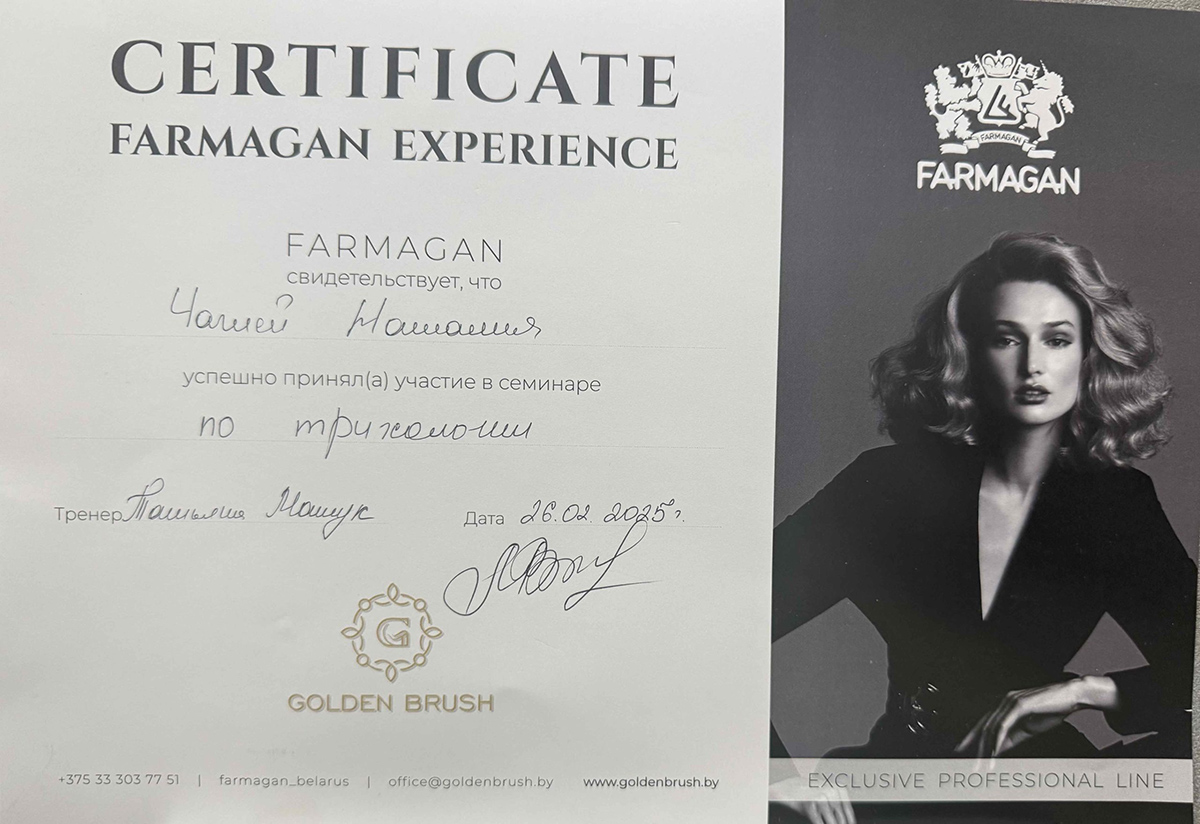 CERTIFICATE
FARMAGAN EXPERIENCE
FARMAGAN
свидетельствует, что
Наталия
успешно принял(а) участие в семинаре
по трихологии
Тренер Татьяна Машук
Дата 26.02.2025г.
G
GOLDEN BRUSH
+375 33 303 77 51 | farmagan_belarus | office@goldenbrush.by www.goldenbrush.by
FARMAGAN
FARMAGAN
EXCLUSIVE PROFESSIONAL LINE